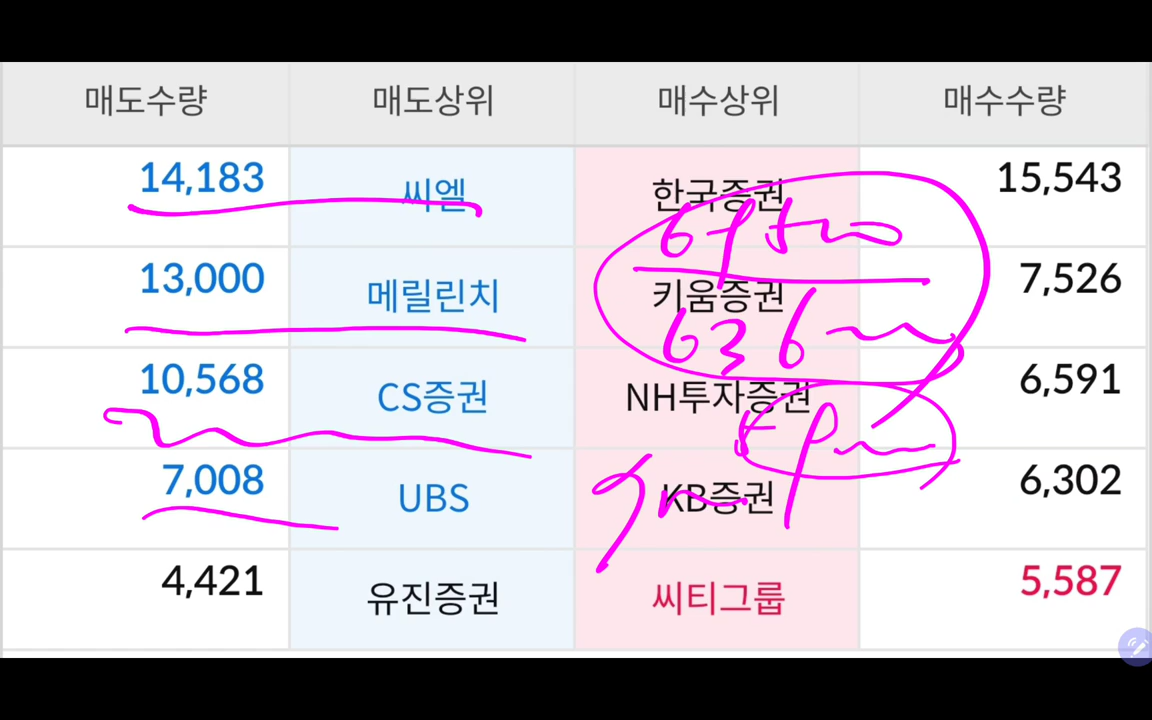 매도수량 매도상위 매수상위 매수수량
14,183 씨엘 한국증권 15,543
13,000 메릴린치 키움증권 7,526
10,568 CS증권 NH투자증권 6,591
7,008 UBS KB증권 6,302
4,421 유진증권 씨티그룹 5,587